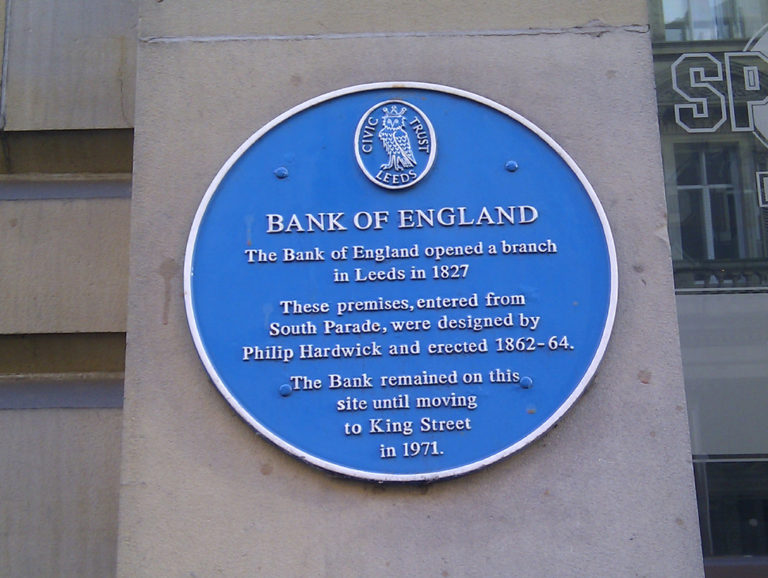 CIVIC TRUST
LEEDS
BANK OF ENGLAND
The Bank of England opened a branch
in Leeds in 1827
These premises, entered from
South Parade, were designed by
Philip Hardwick and erected 1862-64.
The Bank remained on this
site until moving
to King Street
in 1971.
SP